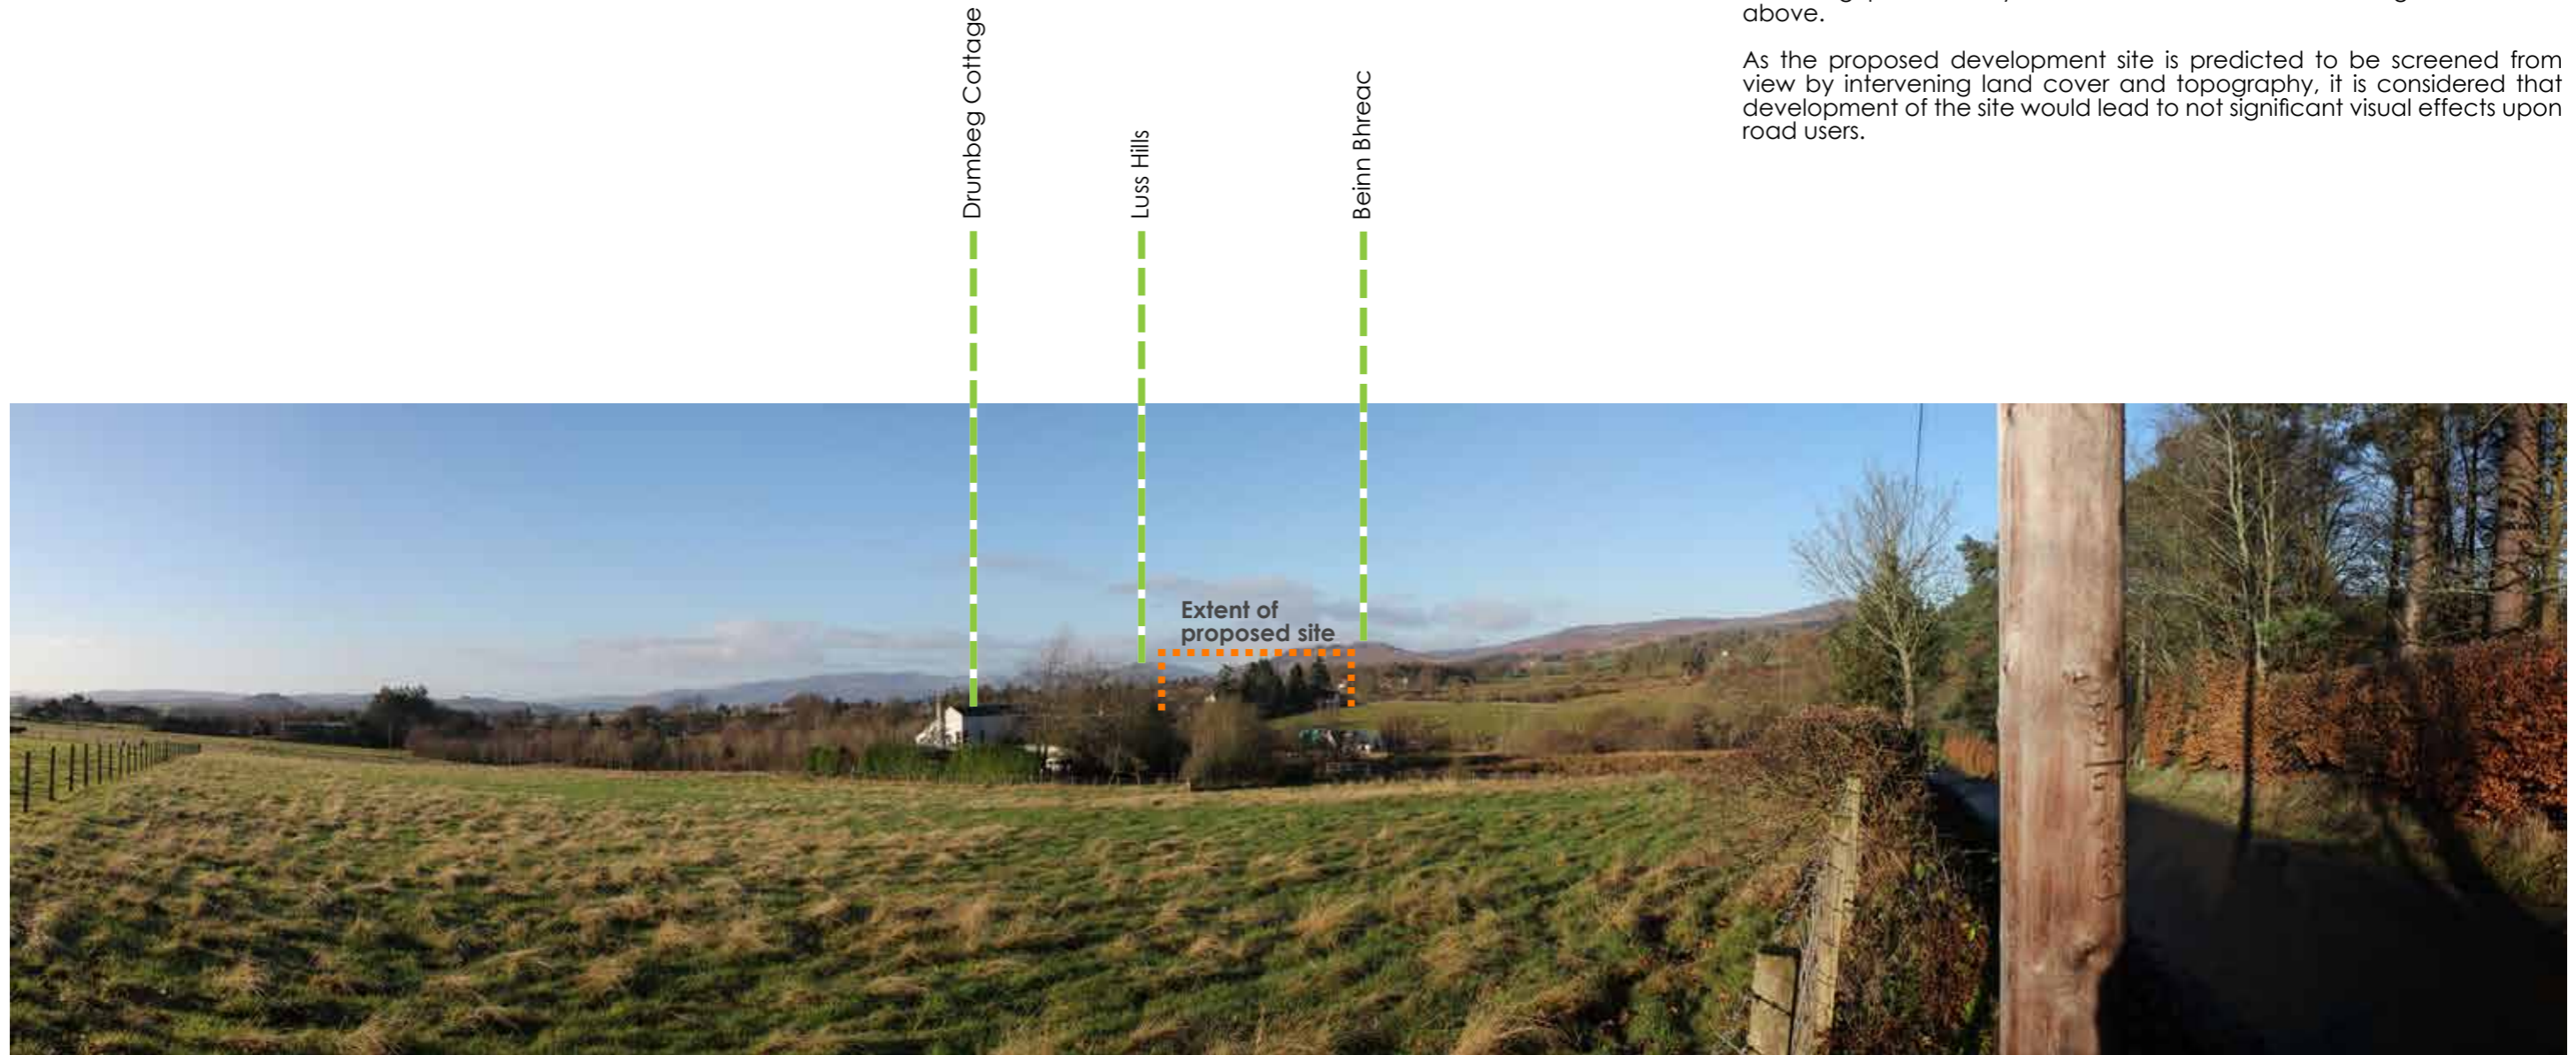 above.
As the proposed development site is predicted to be screened from
view by intervening land cover and topography, it is considered that
development of the site would lead to not significant visual effects upon
road users.
Drumbeg Cottage
Luss Hills
Beinn Bhreac
Extent of
proposed site